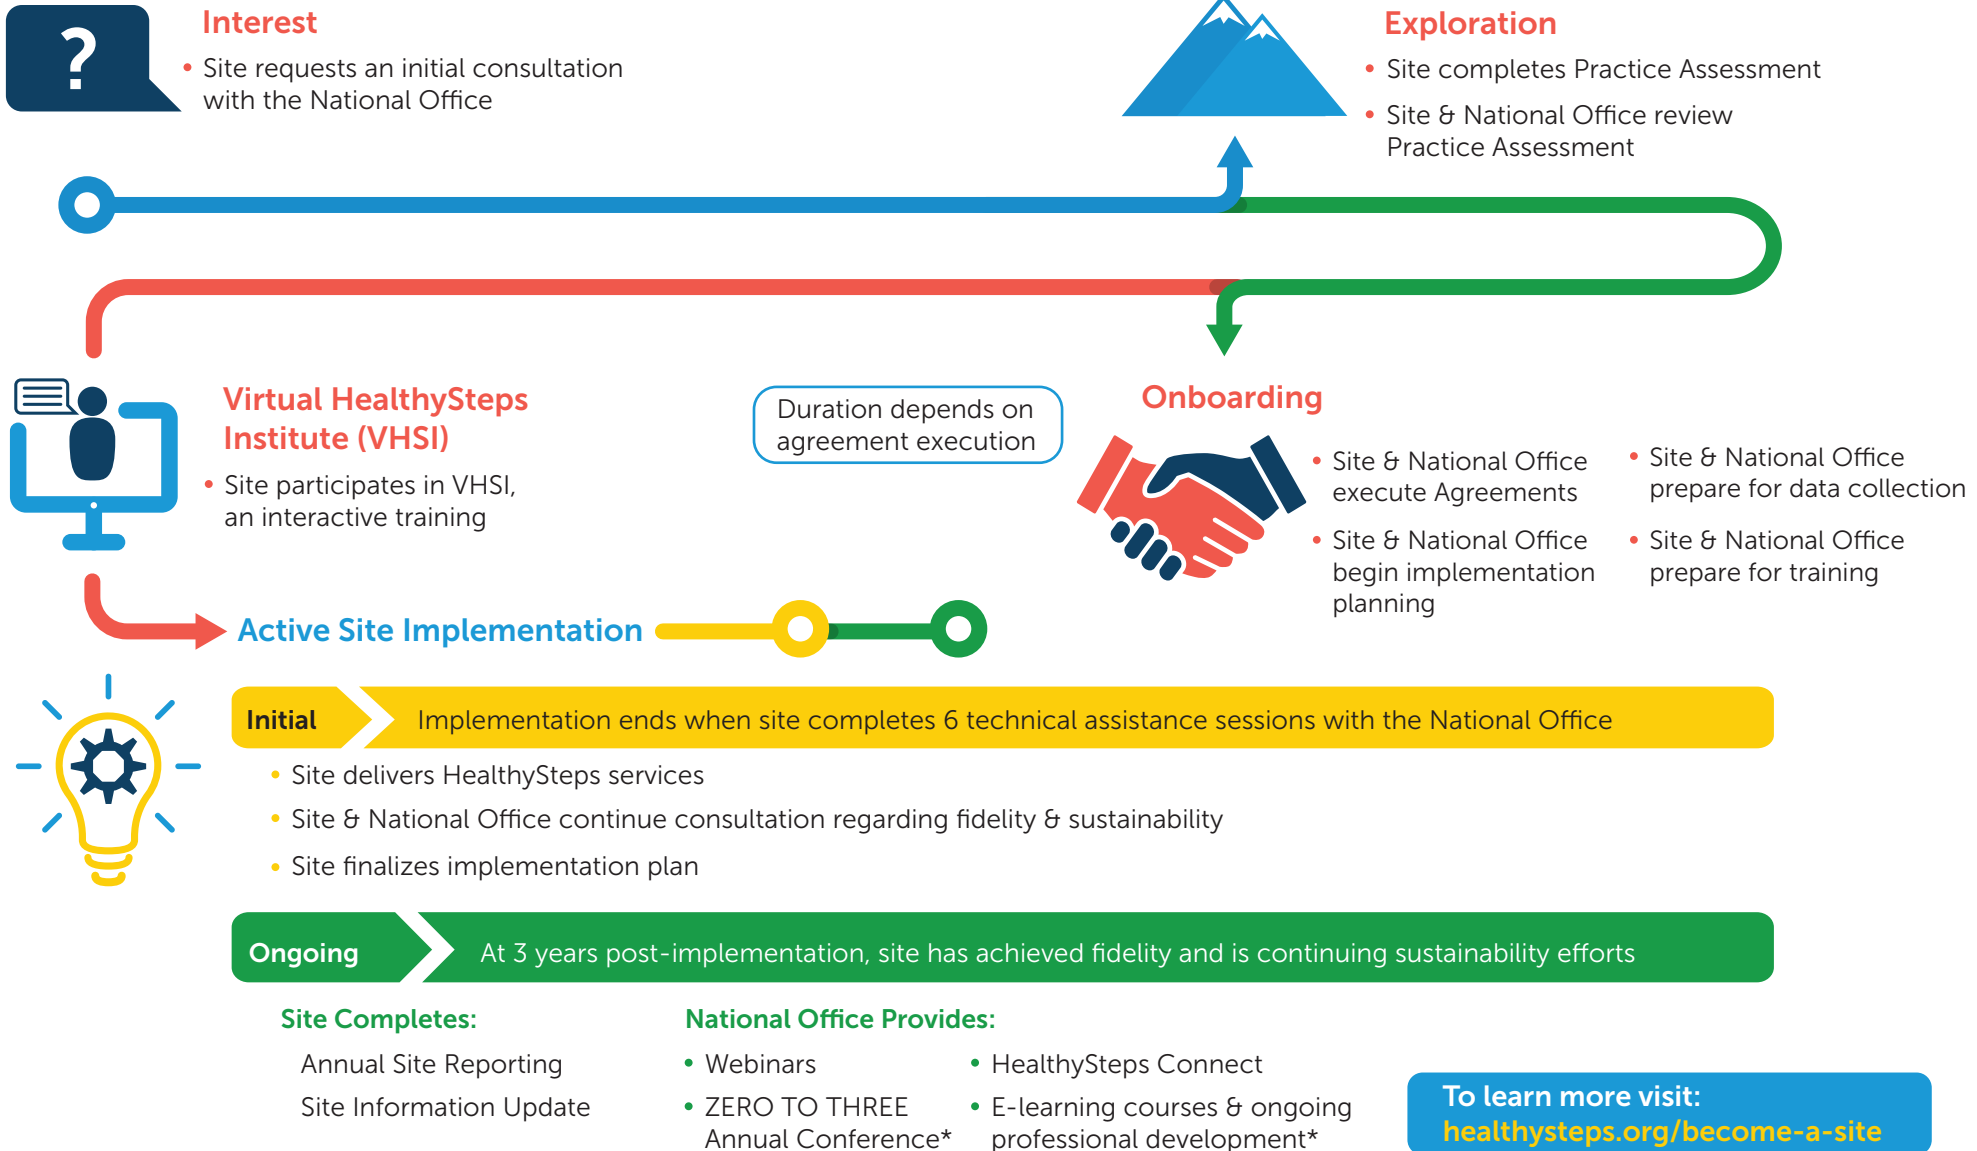 ?
Interest
• Site requests an initial consultation
with the National Office
Exploration
• Site completes Practice Assessment
• Site & National Office review
Practice Assessment
Virtual HealthySteps
Institute (VHSI)
• Site participates in VHSI,
an interactive training
Duration depends on
agreement execution
Onboarding
• Site & National Office
execute Agreements
• Site & National Office
begin implementation
planning
• Site & National Office
prepare for data collection
• Site & National Office
prepare for training
Active Site Implementation
Initial
Implementation ends when site completes 6 technical assistance sessions with the National Office
• Site delivers HealthySteps services
• Site & National Office continue consultation regarding fidelity & sustainability
• Site finalizes implementation plan
Ongoing
At 3 years post-implementation, site has achieved fidelity and is continuing sustainability efforts
Site Completes:
Annual Site Reporting
Site Information Update
National Office Provides:
• Webinars
• ZERO TO THREE
Annual Conference*
• HealthySteps Connect
• E-learning courses & ongoing
professional development*
To learn more visit:
healthysteps.org/become-a-site